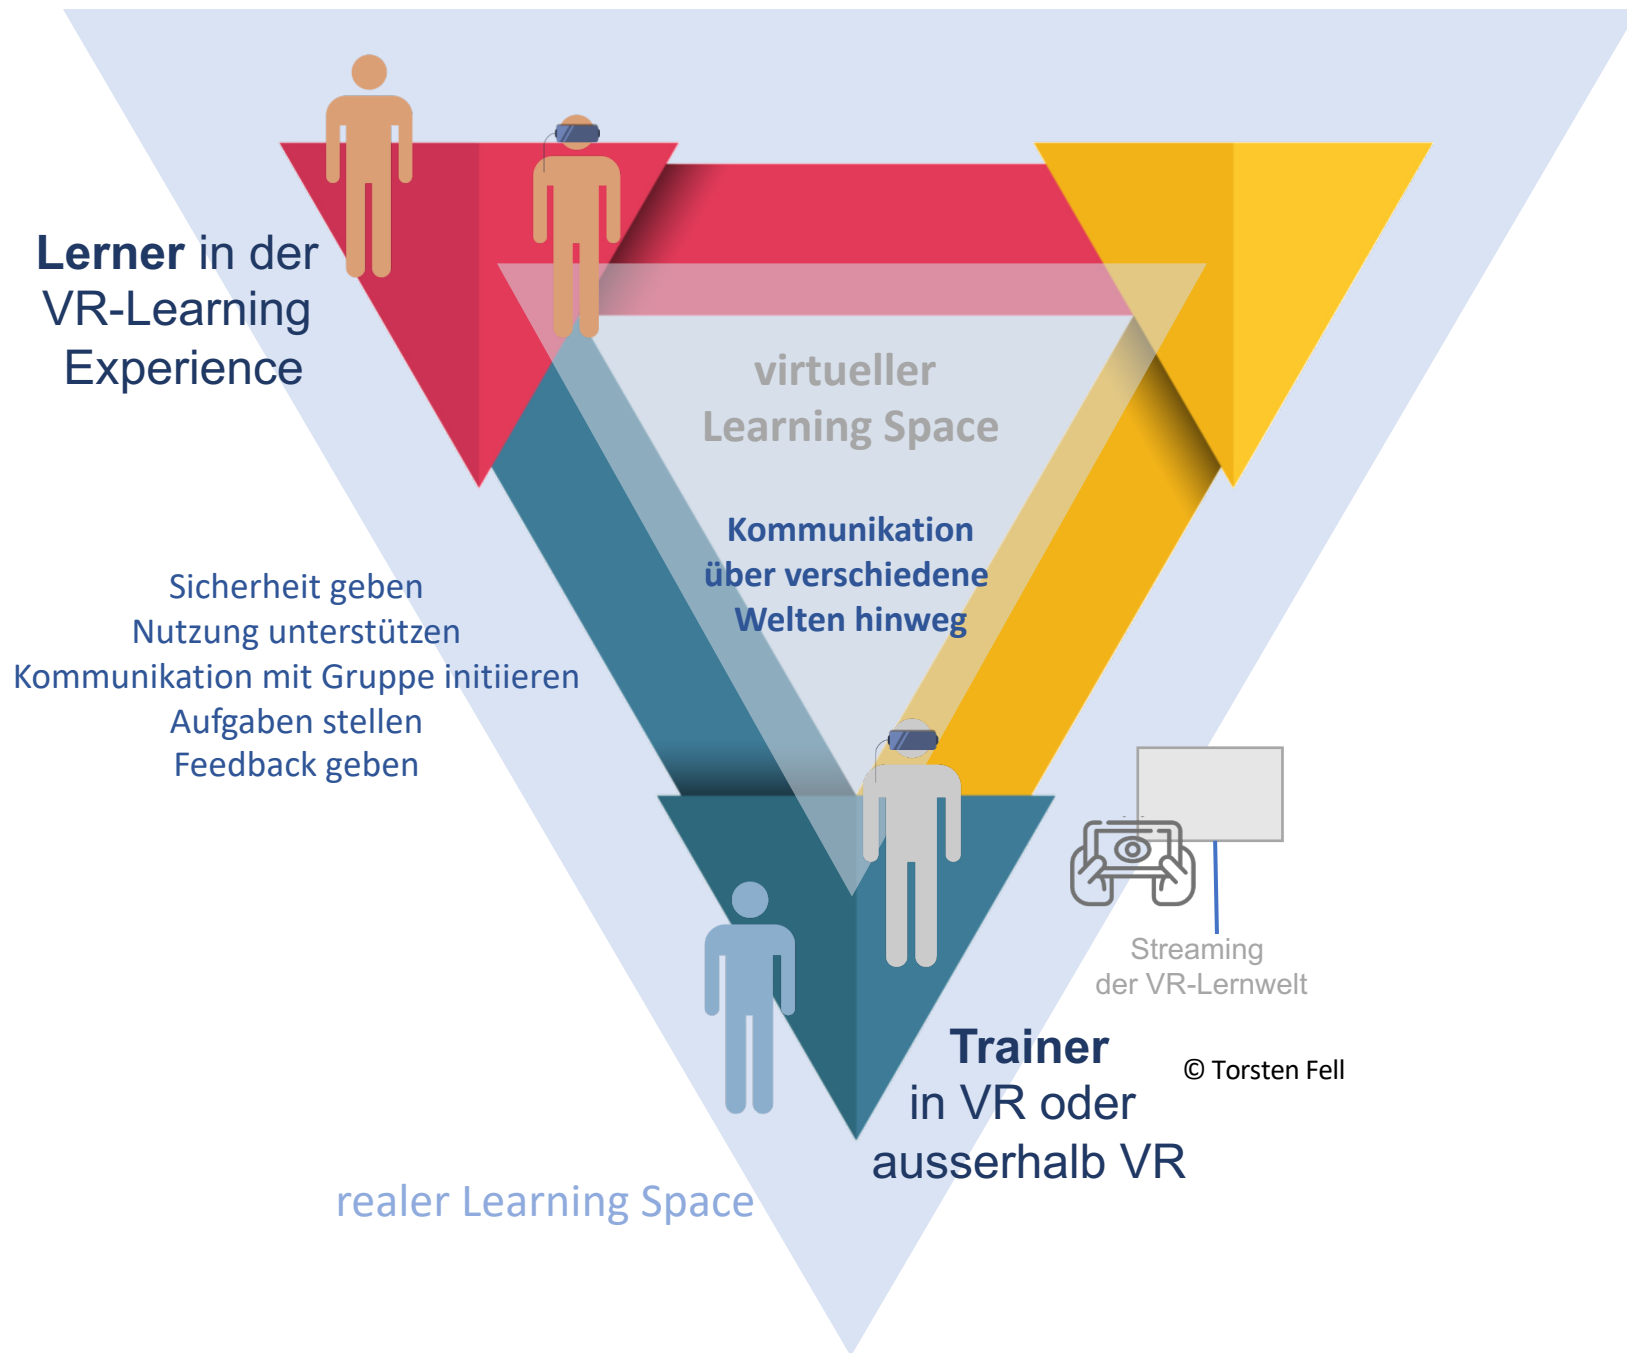 Lerner in der
VR-Learning
Experience
virtueller
Learning Space
Kommunikation
über verschiedene
Welten hinweg
Sicherheit geben
Nutzung unterstützen
Kommunikation mit Gruppe initiieren
Aufgaben stellen
Feedback geben
Streaming
der VR-Lernwelt
Trainer
in VR oder
ausserhalb VR
© Torsten Fell
realer Learning Space